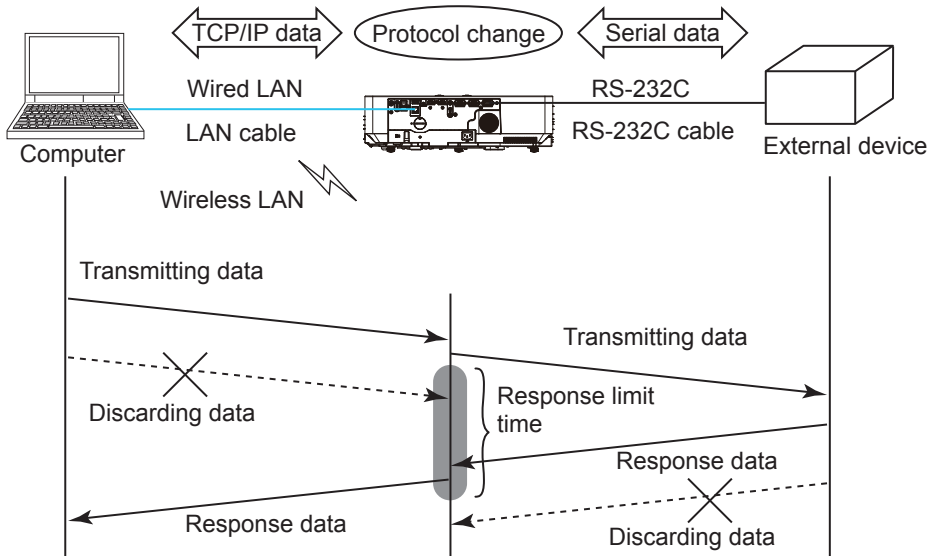 TCP/IP data
Protocol change
Serial data
Wired LAN
RS-232C
LAN cable
RS-232C cable
Computer
External device
Wireless LAN
Transmitting data
Transmitting data
Discarding data
Response limit
time
Response data
Response data
Discarding data